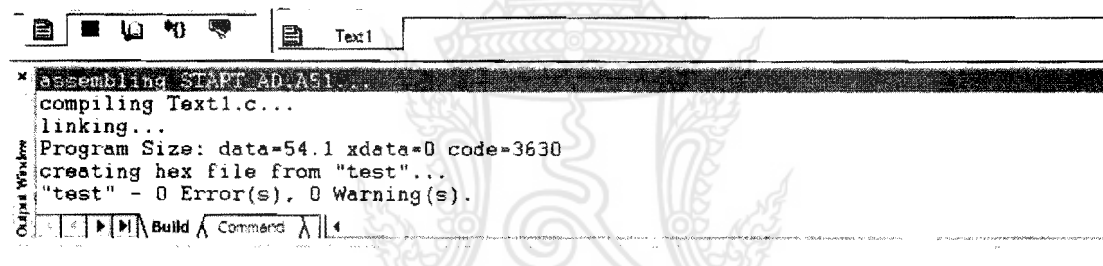 Text1
assembling START_AD.A51...
compiling Text1.c...
linking...
Program Size: data=54.1 xdata=0 code=3630
creating hex file from "test"...
"test" - 0 Error(s), 0 Warning(s).
Output Window
Build Command